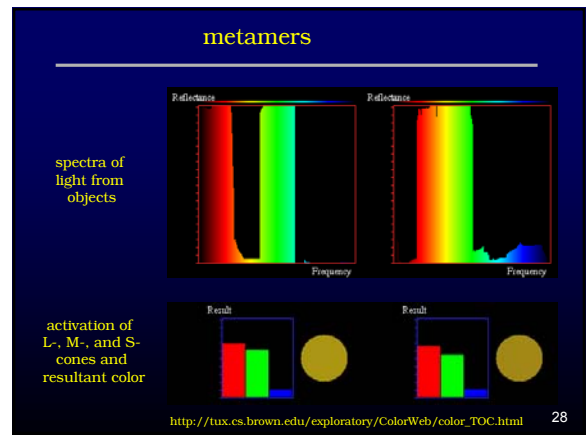 metamers
Reflectance
Reflectance
spectra of
light from
objects
Frequency
Frequency
activation of
L-, M-, and S-
cones and
resultant color
Result
Result
http://tux.cs.brown.edu/exploratory/ColorWeb/color_TOC.html
28